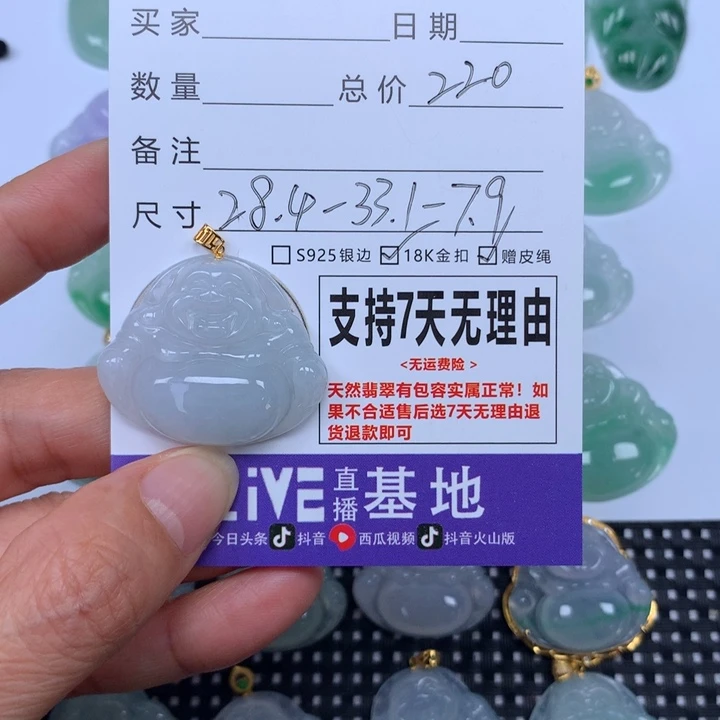 买家 日期
数量 总价 220
备注
尺寸 28.4-33.1-7.9
S925银边 18K金扣 赠皮绳
支持7天无理由
<无运费险>
天然翡翠有包容实属正常！如
果不合适售后选7天无理由退
货退款即可
LiVE 直播基地
今日头条 抖音 西瓜视频 抖音火山版